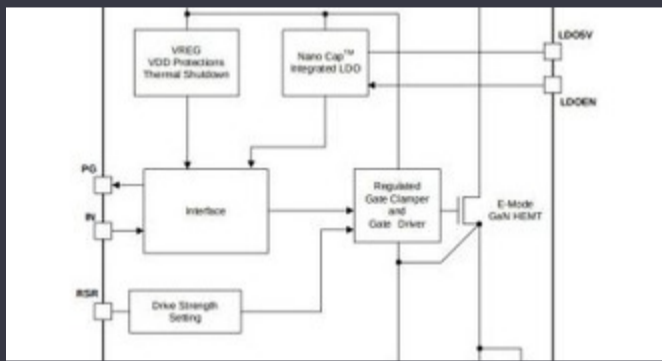 VREG
VDD Protections
Thermal Shutdown
Nano Cap™
Integrated LDO
LDO5V
LDOEN
PG
IN
Interface
Regulated
Gate Clamper
and
Gate Driver
E-Mode
GaN HEMT
RSR
Drive Strength
Setting